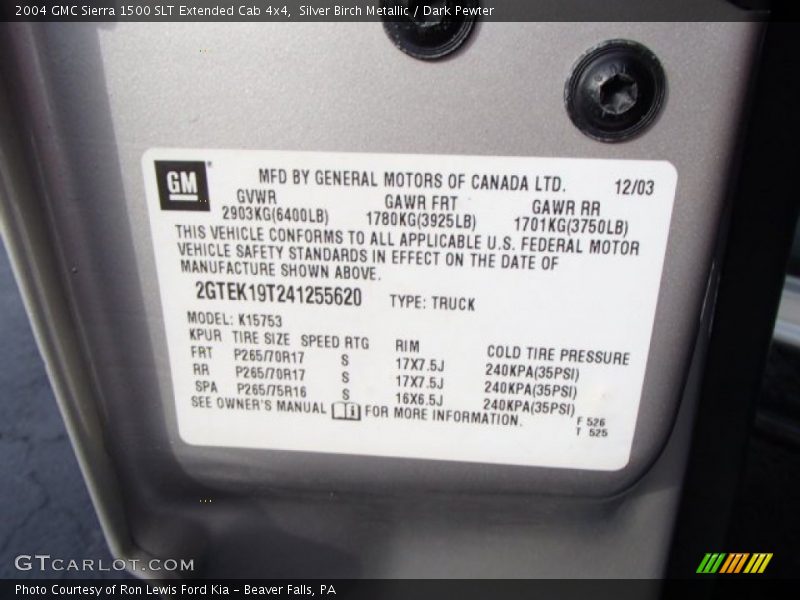 2004 GMC Sierra 1500 SLT Extended Cab 4x4, Silver Birch Metallic / Dark Pewter
GM
MFD BY GENERAL MOTORS OF CANADA LTD. 12/03
GVWR GAWR FRT GAWR RR
2903KG(6400LB) 1780KG(3925LB) 1701KG(3750LB)
THIS VEHICLE CONFORMS TO ALL APPLICABLE U.S. FEDERAL MOTOR
VEHICLE SAFETY STANDARDS IN EFFECT ON THE DATE OF
MANUFACTURE SHOWN ABOVE.
2GTEK19T241255620 TYPE: TRUCK
MODEL: K15753
KPUR TIRE SIZE SPEED RTG RIM COLD TIRE PRESSURE
FRT P265/70R17 S 17X7.5J 240KPA(35PSI)
RR P265/70R17 S 17X7.5J 240KPA(35PSI)
SPA P265/75R16 S 16X6.5J 240KPA(35PSI)
SEE OWNER'S MANUAL FOR MORE INFORMATION.
F 526
T 525
GTCARLOT.COM
Photo Courtesy of Ron Lewis Ford Kia - Beaver Falls, PA